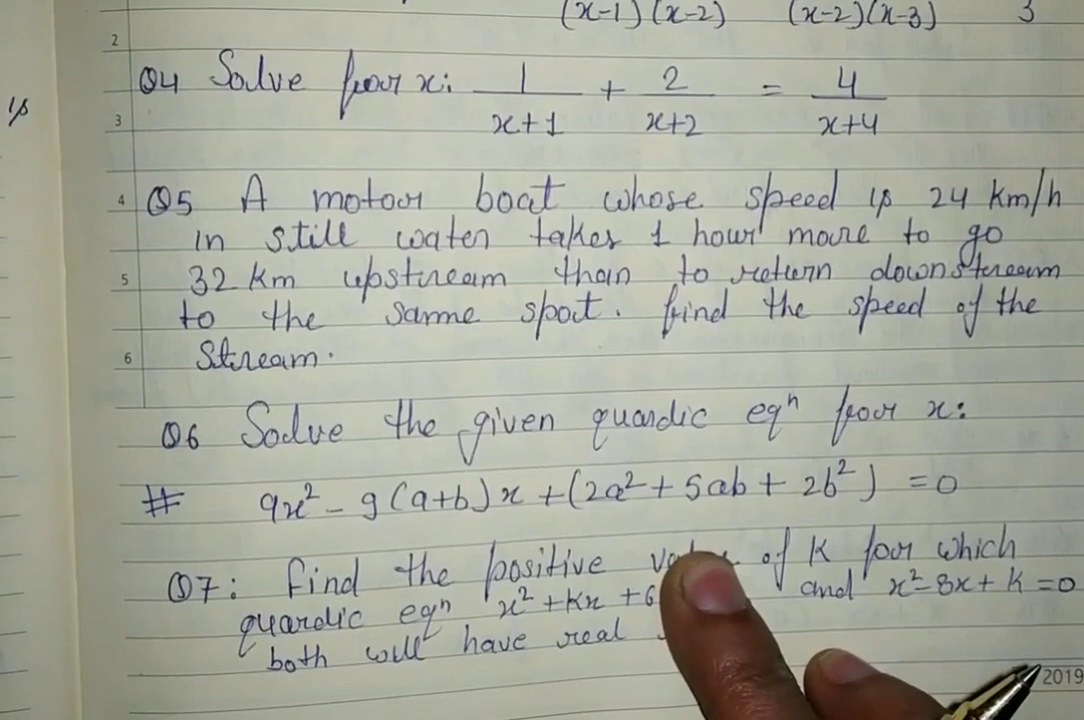 (x-1)(x-2) (x-2)(x-3) 3
2
Q4 Solve for x: 1/(x+1) + 2/(x+2) = 4/(x+4)
3
4 Q5 A motor boat whose speed is 24 km/h
in still water takes 1 hour more to go
5 32 km upstream than to return downstream
to the same spot. find the speed of the
6 Stream.
Q6 Solve the given quardic eqⁿ for x:
# 9x² - 9(a+b)x + (2a² + 5ab + 2b²) = 0
Q7: Find the positive of K for which
quardic eqⁿ x² + Kx + 6 and x² - 8x + K = 0
both will have real
2019
is